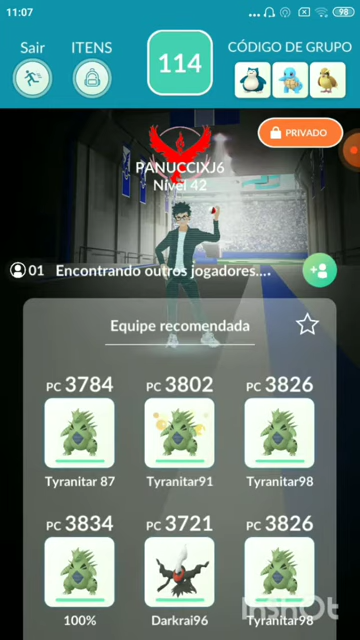 11:07
98
Sair
ITENS
114
CÓDIGO DE GRUPO
PRIVADO
PANUCCIXJ6
Nível 42
01 Encontrando outros jogadores....
Equipe recomendada
PC 3784 PC 3802 PC 3826
Tyranitar 87 Tyranitar91 Tyranitar98
PC 3834 PC 3721 PC 3826
100% Darkrai96 Tyranitar98
InShOt